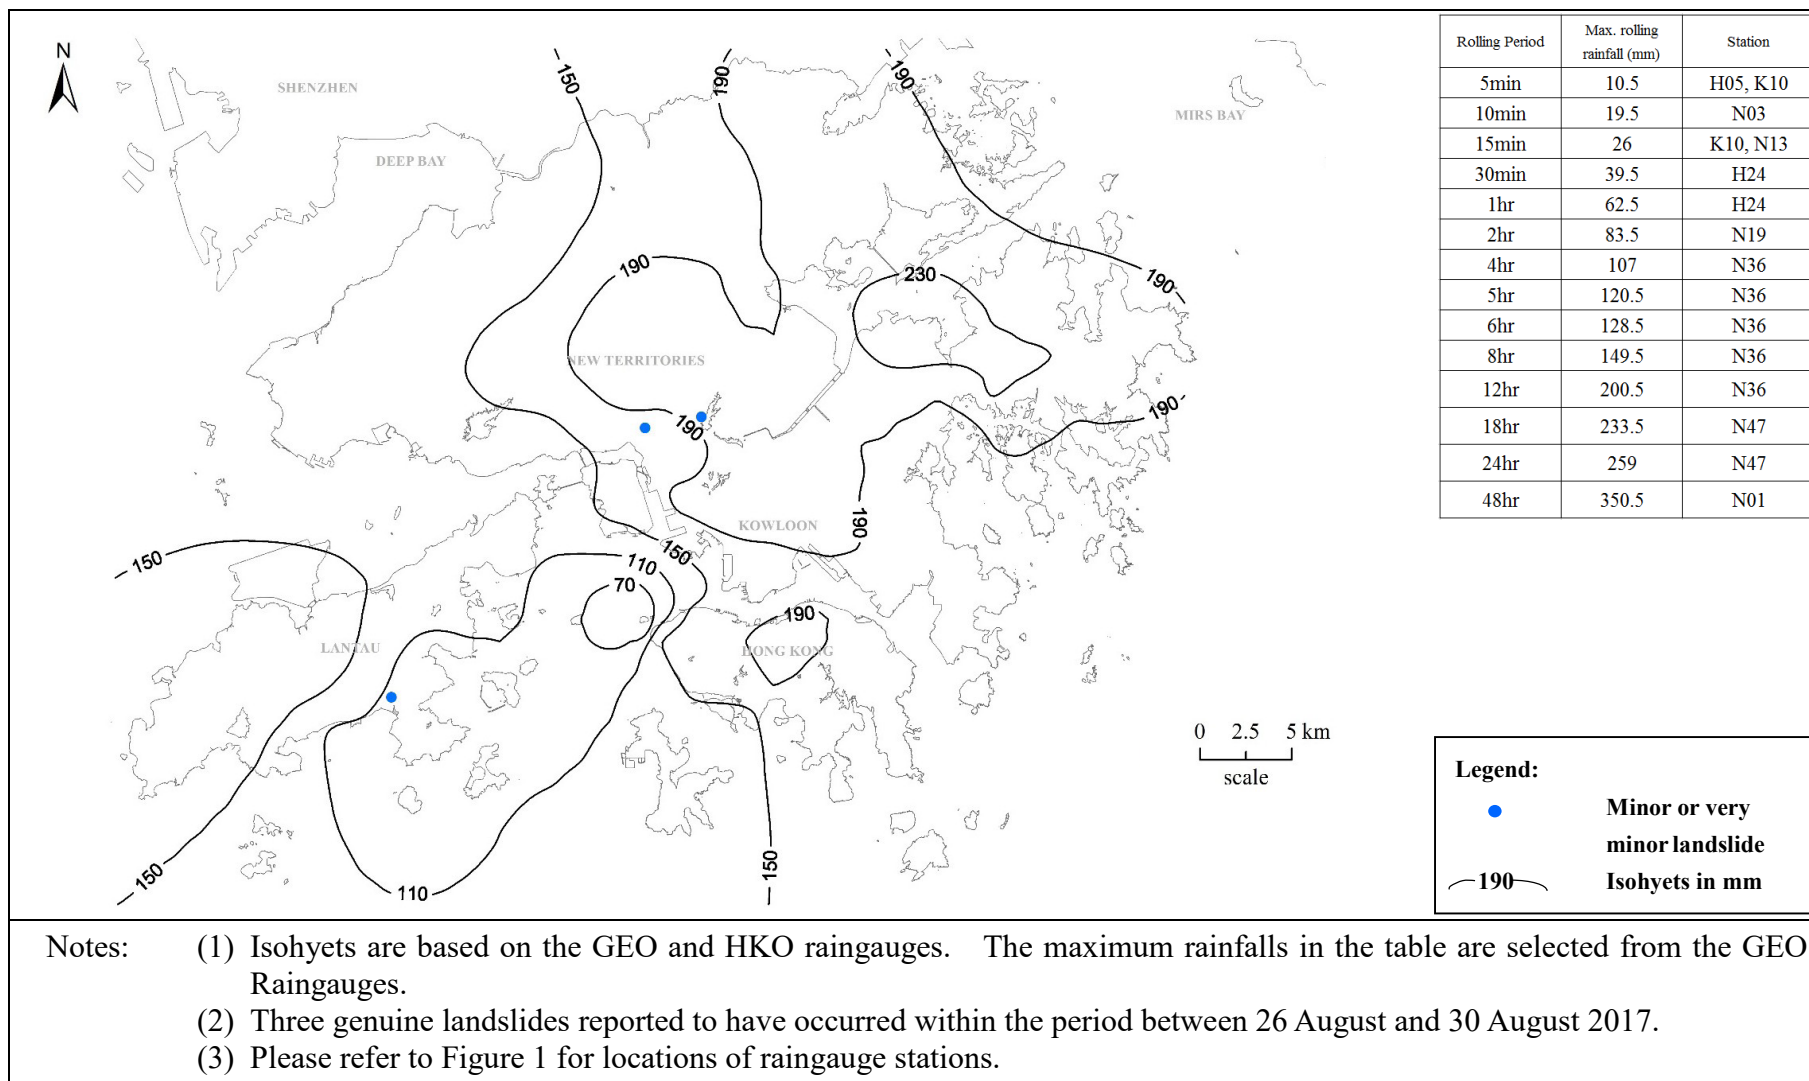 N
SHENZHEN
DEEP BAY
MIRS BAY
NEW TERRITORIES
KOWLOON
LANTAU
HONG KONG
150
190
190
190
190
230
190
190
190
150
150
110
70
190
150
110
150
0 2.5 5 km
scale
Rolling Period Max. rolling rainfall (mm) Station
5min 10.5 H05, K10
10min 19.5 N03
15min 26 K10, N13
30min 39.5 H24
1hr 62.5 H24
2hr 83.5 N19
4hr 107 N36
5hr 120.5 N36
6hr 128.5 N36
8hr 149.5 N36
12hr 200.5 N36
18hr 233.5 N47
24hr 259 N47
48hr 350.5 N01
Legend:
Minor or very
minor landslide
190 Isohyets in mm
Notes: (1) Isohyets are based on the GEO and HKO raingauges. The maximum rainfalls in the table are selected from the GEO
Raingauges.
(2) Three genuine landslides reported to have occurred within the period between 26 August and 30 August 2017.
(3) Please refer to Figure 1 for locations of raingauge stations.